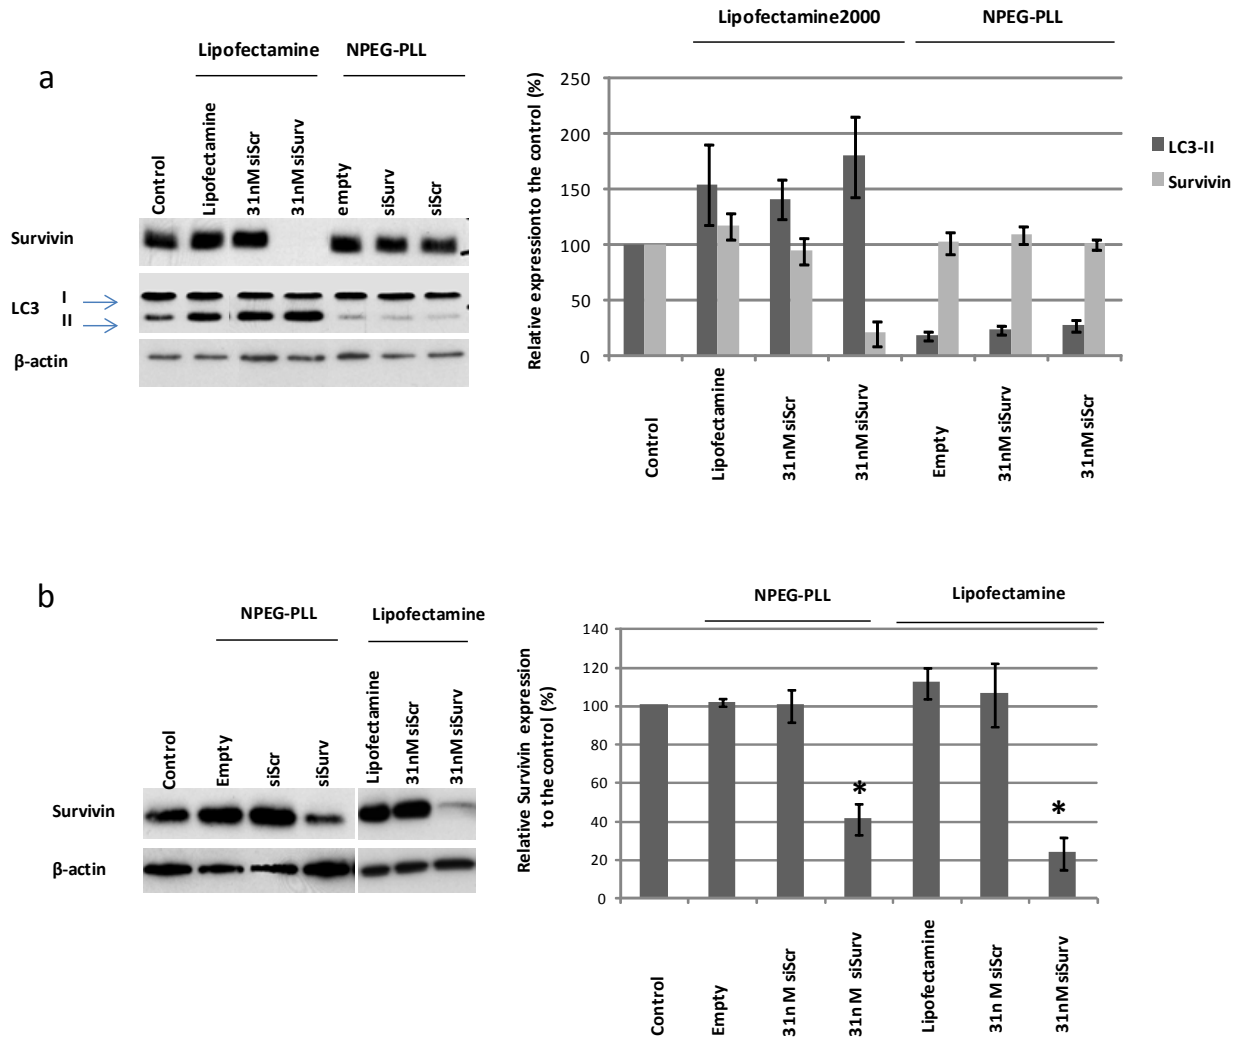 a
Lipofectamine
NPEG-PLL
Control
Lipofectamine
31nM siScr
31nM siSurv
empty
siSurv
siScr
Survivin
LC3
I
II
β-actin
Lipofectamine2000
NPEG-PLL
Relative expressionto the control (%)
250
200
150
100
50
0
LC3-II
Survivin
Control
Lipofectamine
31nM siScr
31nM siSurv
Empty
31nM siSurv
31nM siScr
b
NPEG-PLL
Lipofectamine
Control
Empty
siScr
siSurv
Lipofectamine
31nM siScr
31nM siSurv
Survivin
β-actin
NPEG-PLL
Lipofectamine
Relative Survivin expression
to the control (%)
140
120
100
80
60
40
20
0
*
*
Control
Empty
31nM siScr
31nM siSurv
Lipofectamine
31nM siScr
31nM siSurv